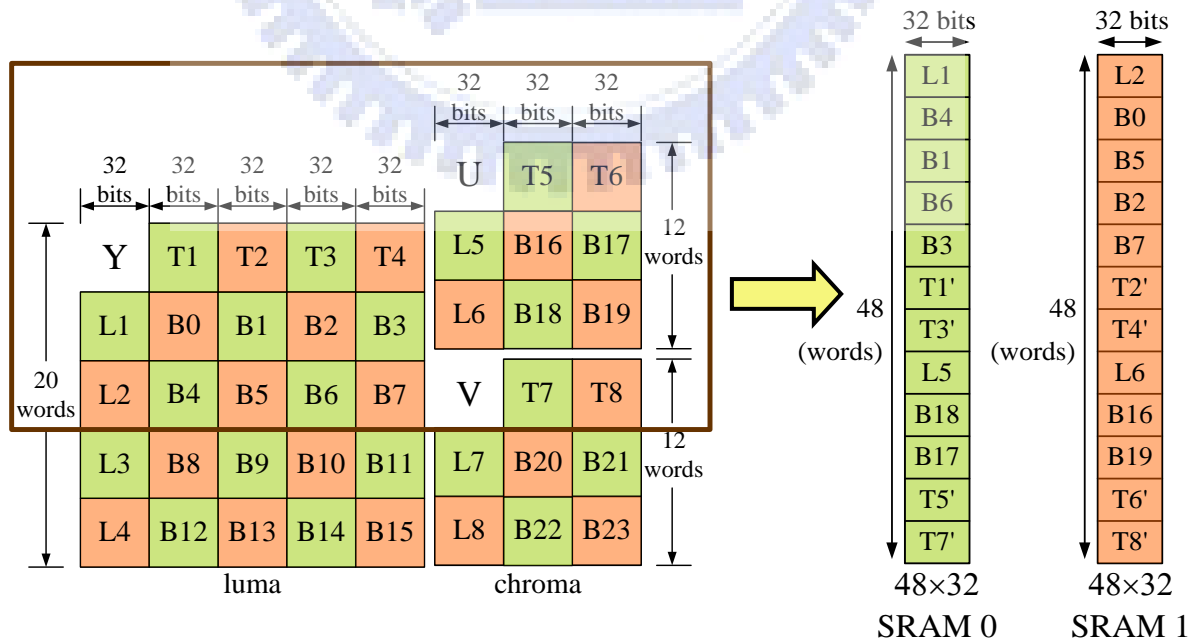 32 bits 32 bits
32 32 32
bits bits bits
L1 L2
B4 B0
B1 B5
B6 B2
B3 B7
T1' T2'
T3' T4'
L5 L6
B18 B16
B17 B19
T5' T6'
T7' T8'
48 48
(words) (words)
48×32 48×32
SRAM 0 SRAM 1
32 32 32 32 32
bits bits bits bits bits
U T5 T6
L5 B16 B17
L6 B18 B19
12
words
Y T1 T2 T3 T4
L1 B0 B1 B2 B3
L2 B4 B5 B6 B7
L3 B8 B9 B10 B11
L4 B12 B13 B14 B15
20
words
V T7 T8
L7 B20 B21
L8 B22 B23
12
words
luma chroma